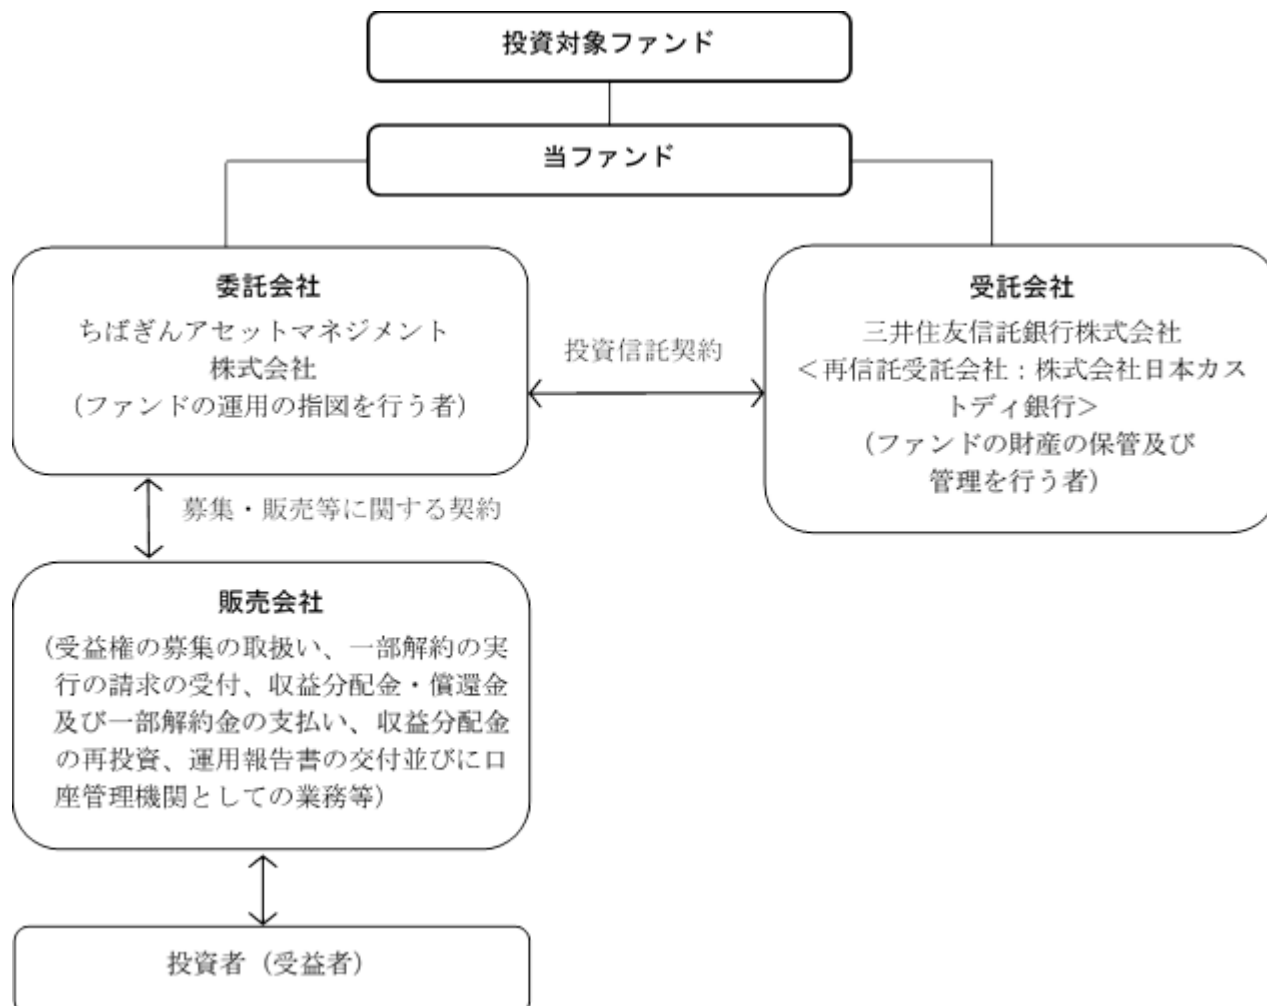 投資対象ファンド
当ファンド
委託会社
ちばぎんアセットマネジメント
株式会社
(ファンドの運用の指図を行う者)
投資信託契約
受託会社
三井住友信託銀行株式会社
＜再信託受託会社：株式会社日本カス
トディ銀行＞
(ファンドの財産の保管及び
管理を行う者)
募集・販売等に関する契約
販売会社
(受益権の募集の取扱い、一部解約の実
行の請求の受付、収益分配金・償還金
及び一部解約金の支払い、収益分配金
の再投資、運用報告書の交付並びに口
座管理機関としての業務等)
投資者（受益者）